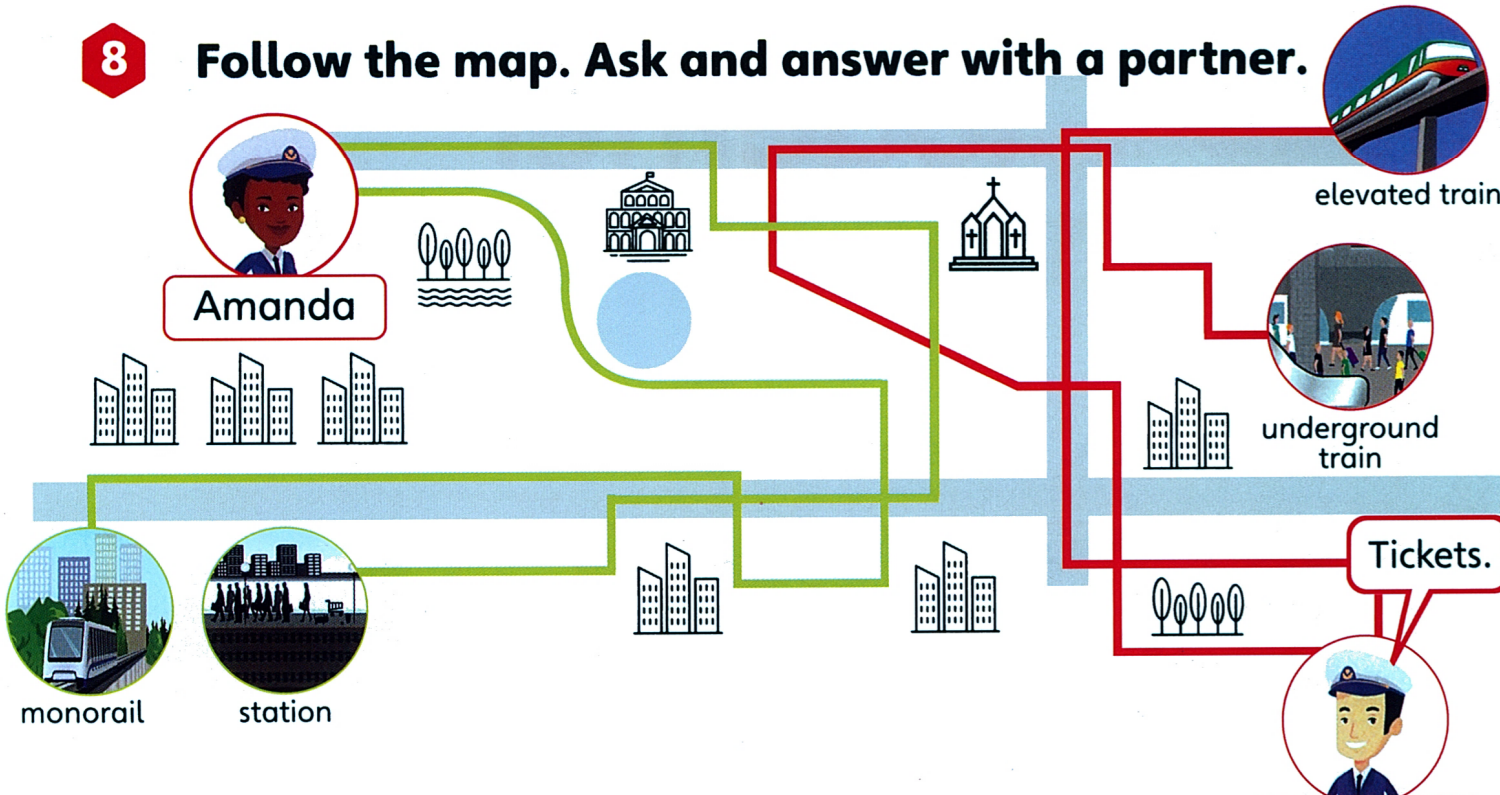 8 Follow the map. Ask and answer with a partner.
elevated train
Amanda
underground
train
Tickets.
monorail
station